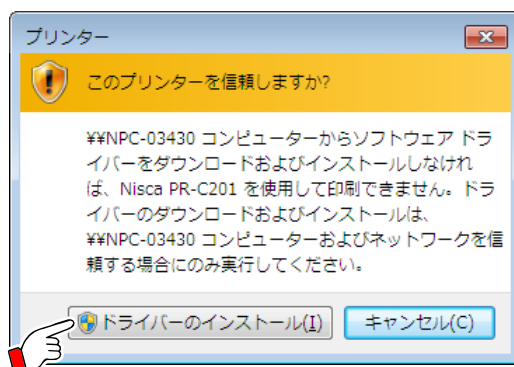 プリンター
このプリンターを信頼しますか?
¥¥NPC-03430 コンピューターからソフトウェア ドラ
イバーをダウンロードおよびインストールしなけれ
ば、Nisca PR-C201 を使用して印刷できません。ドラ
イバーのダウンロードおよびインストールは、
¥¥NPC-03430 コンピューターおよびネットワークを信
頼する場合にのみ実行してください。
ドライバーのインストール(I) キャンセル(C)